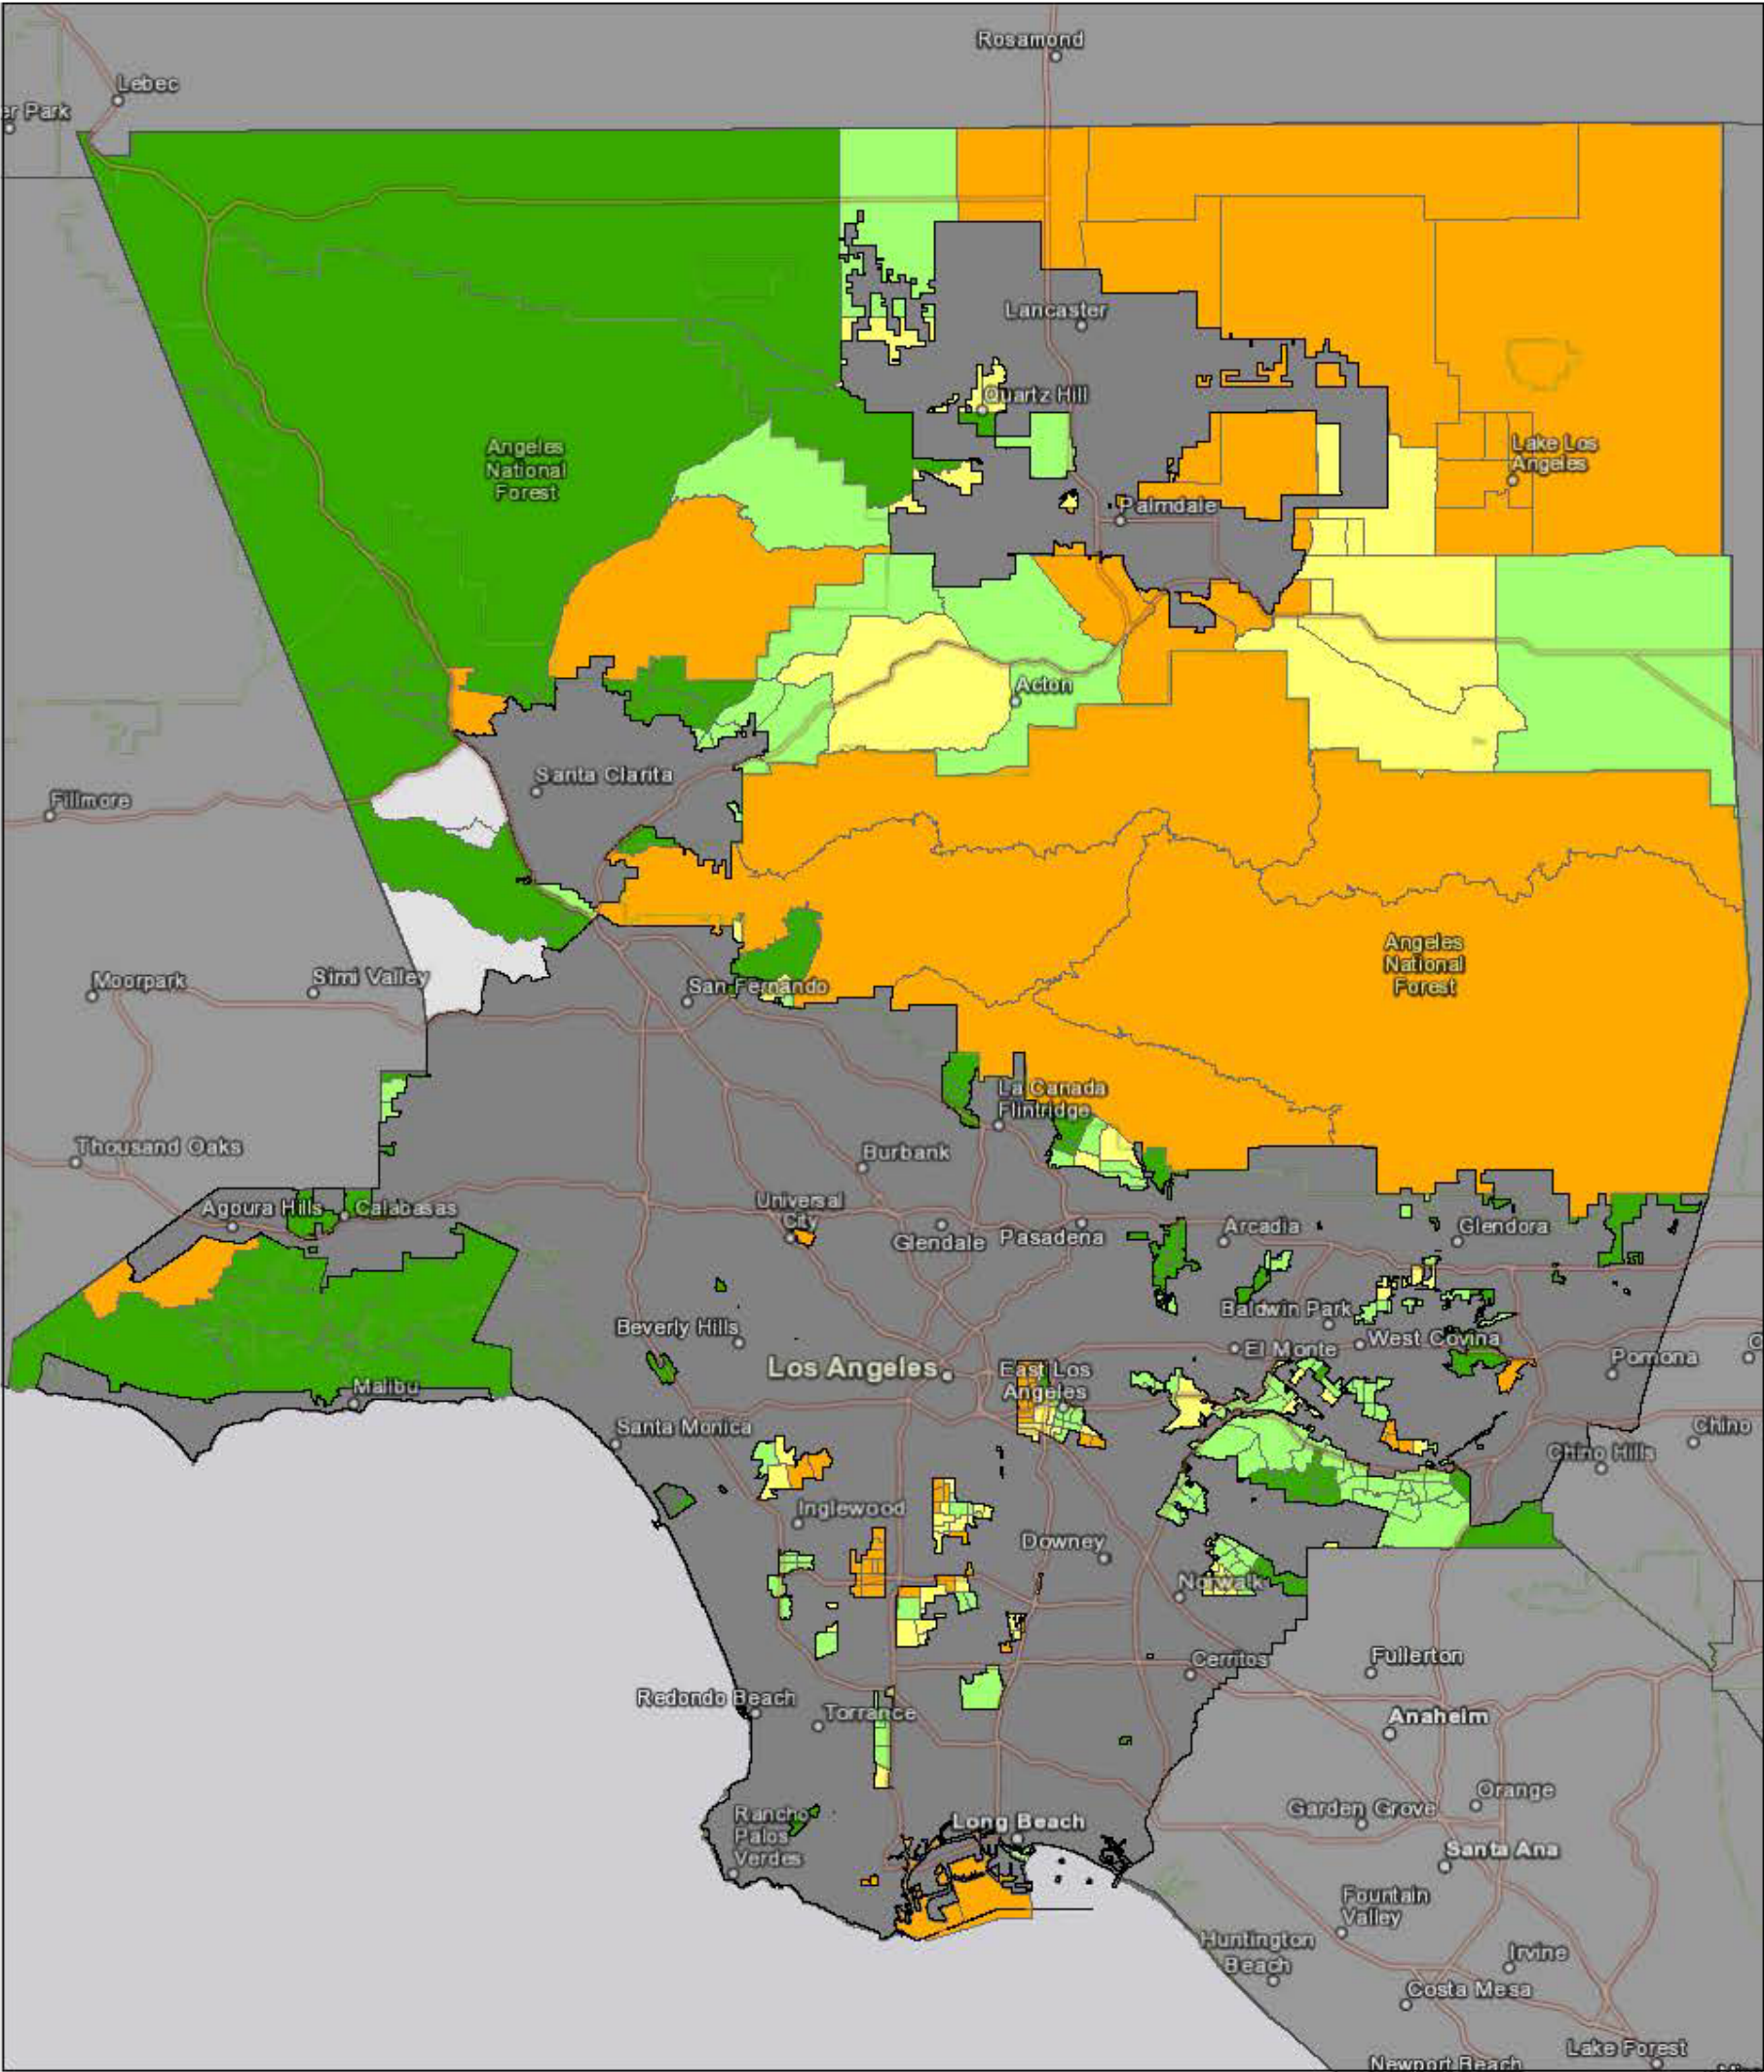 Rosamond
Lebec
er Park
Lancaster
Quartz Hill
Angeles
National
Forest
Lake Los
Angeles
Palmdale
Acton
Santa Clarita
Fillmore
Angeles
National
Forest
Moorpark
Simi Valley
San Fernando
La Canada
Flintridge
Thousand Oaks
Burbank
Agoura Hills
Calabasas
Universal
City
Glendale
Pasadena
Arcadia
Glendora
Baldwin Park
Beverly Hills
West Covina
El Monte
Los Angeles
East Los
Angeles
Pomona
Malibu
Santa Monica
Chino
Chino Hills
Inglewood
Downey
Norwalk
Cerritos
Fullerton
Redondo Beach
Torrance
Anaheim
Orange
Garden Grove
Rancho
Palos
Verdes
Long Beach
Santa Ana
Fountain
Valley
Huntington
Beach
Irvine
Costa Mesa
Lake Forest
Newport Beach